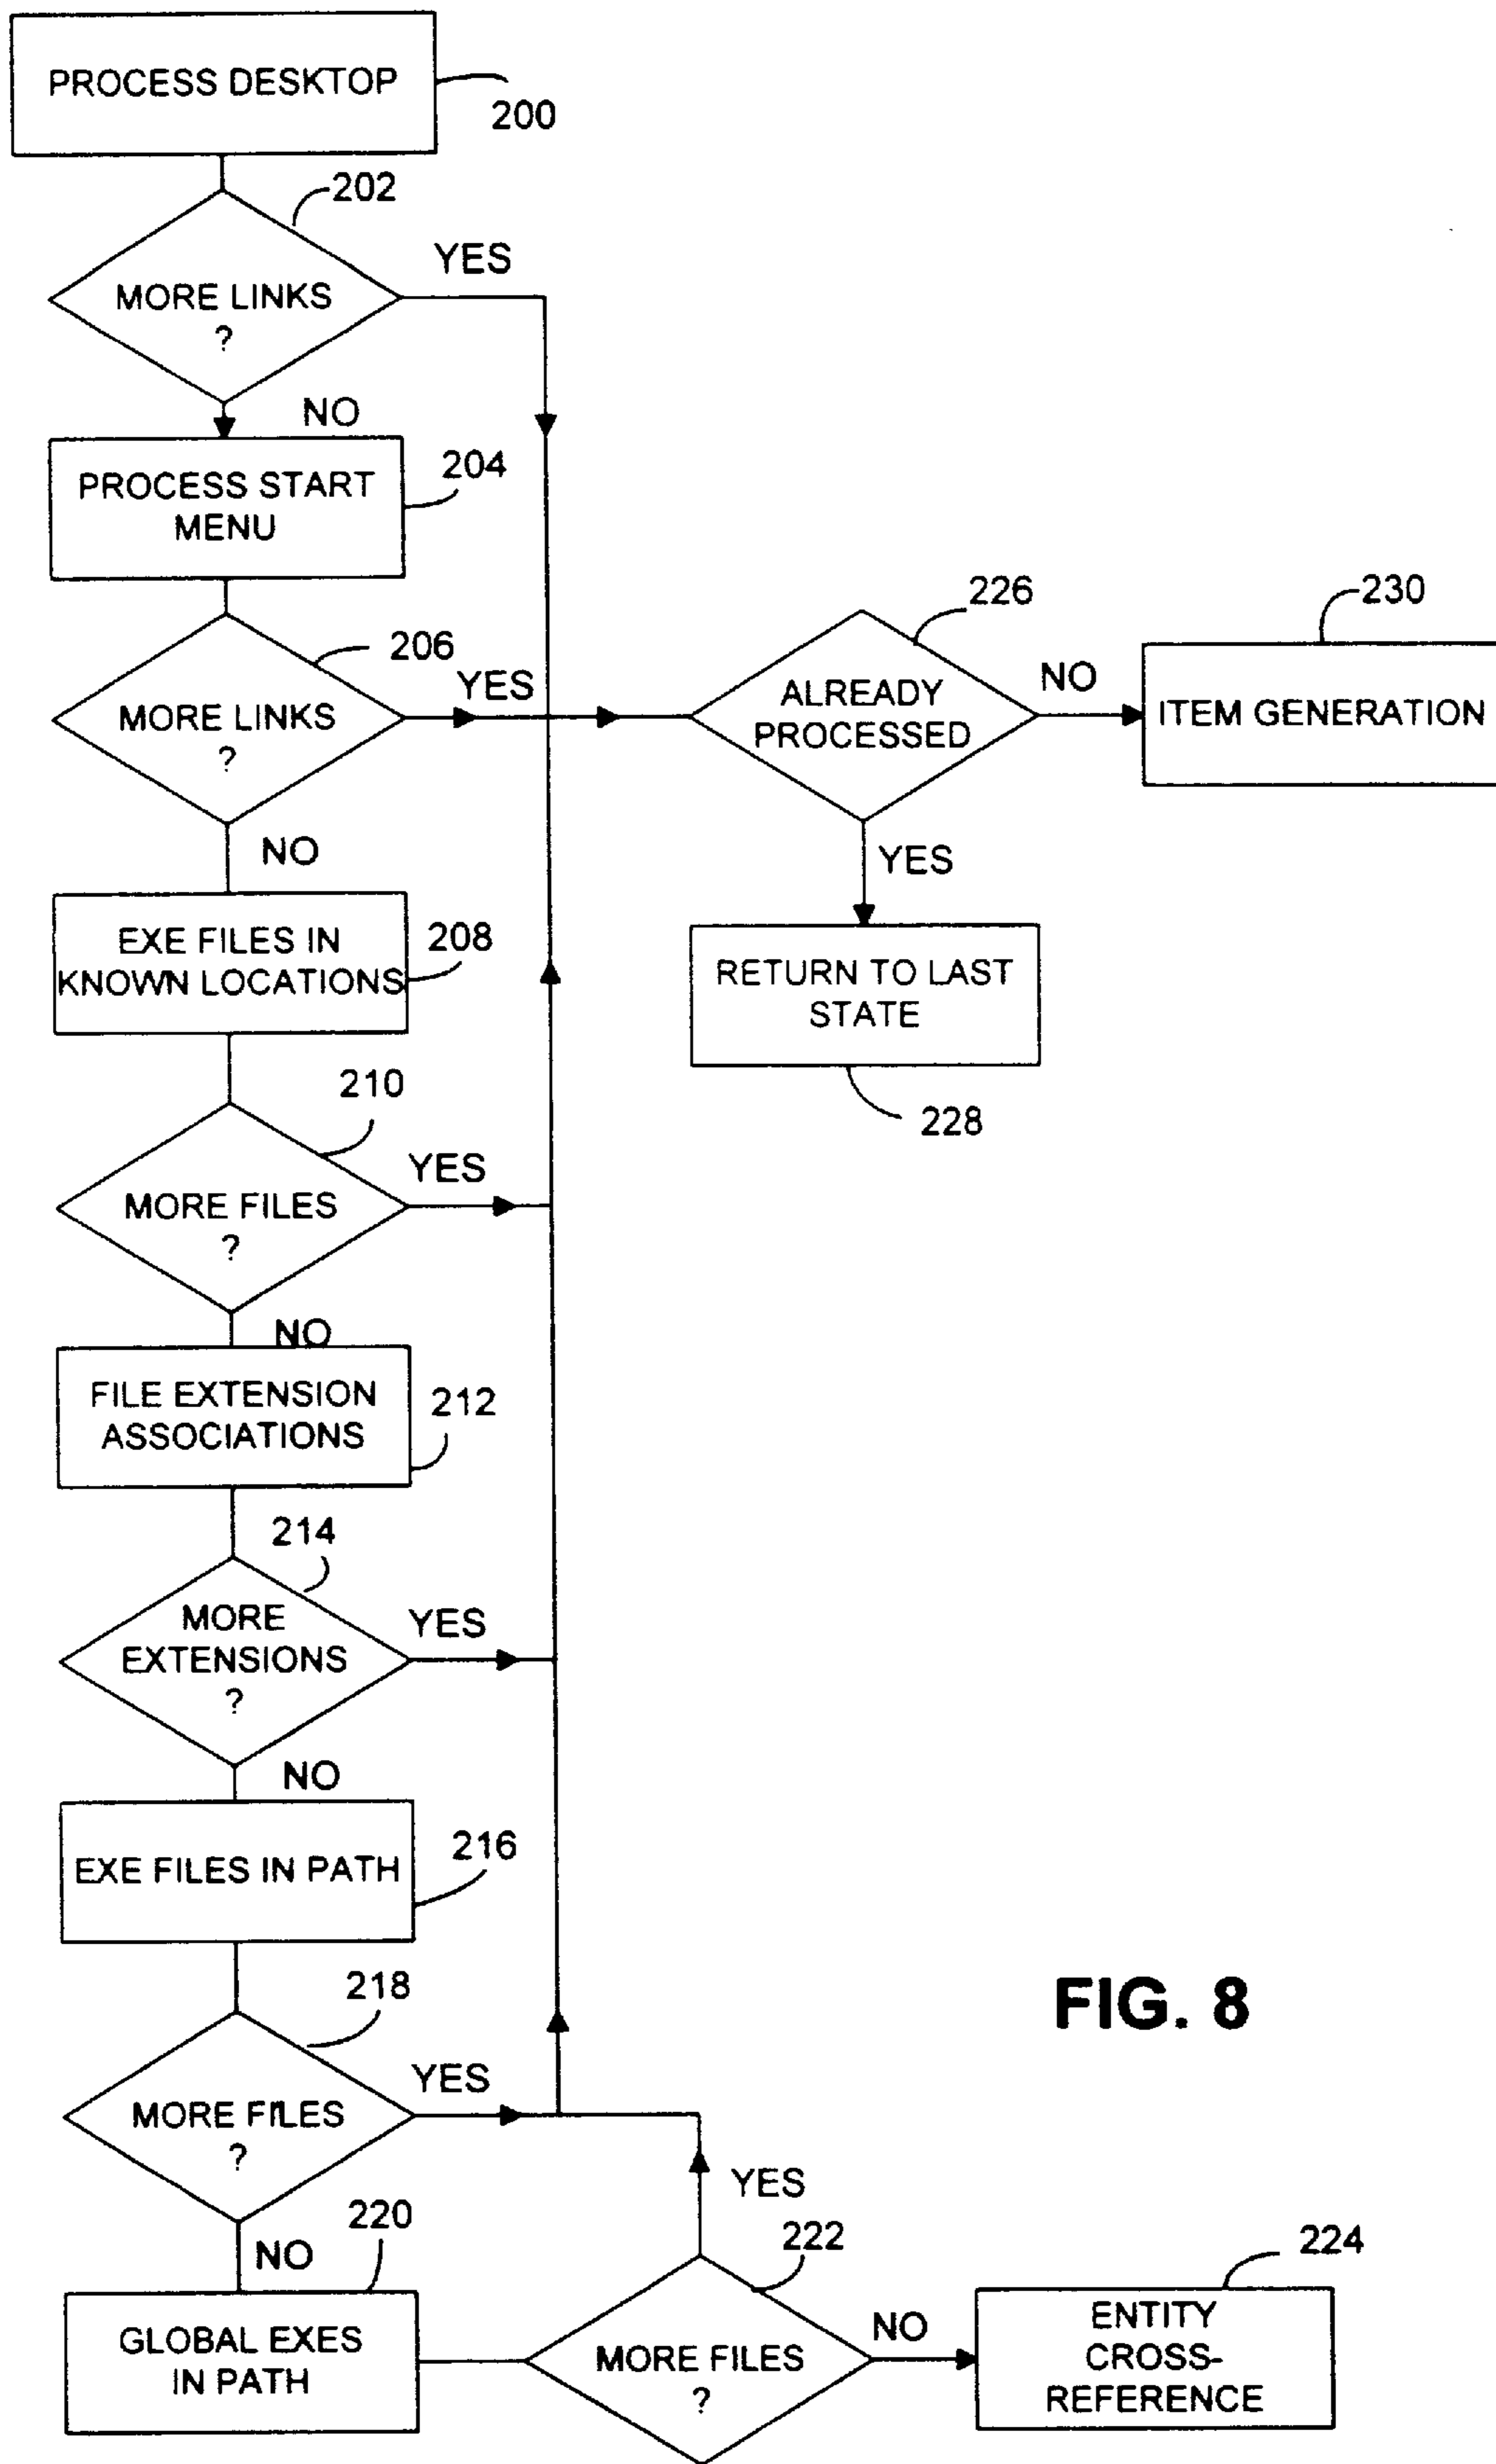 PROCESS DESKTOP
200
202
YES
MORE LINKS
?
NO
204
PROCESS START
MENU
206
YES
MORE LINKS
?
226
ALREADY
PROCESSED
NO
230
ITEM GENERATION
NO
YES
208
EXE FILES IN
KNOWN LOCATIONS
RETURN TO LAST
STATE
228
210
YES
MORE FILES
?
NO
FILE EXTENSION
ASSOCIATIONS
212
214
YES
MORE
EXTENSIONS
?
NO
EXE FILES IN PATH
216
218
YES
MORE FILES
?
FIG. 8
YES
NO
220
GLOBAL EXES
IN PATH
222
MORE FILES
?
NO
224
ENTITY
CROSS-
REFERENCE